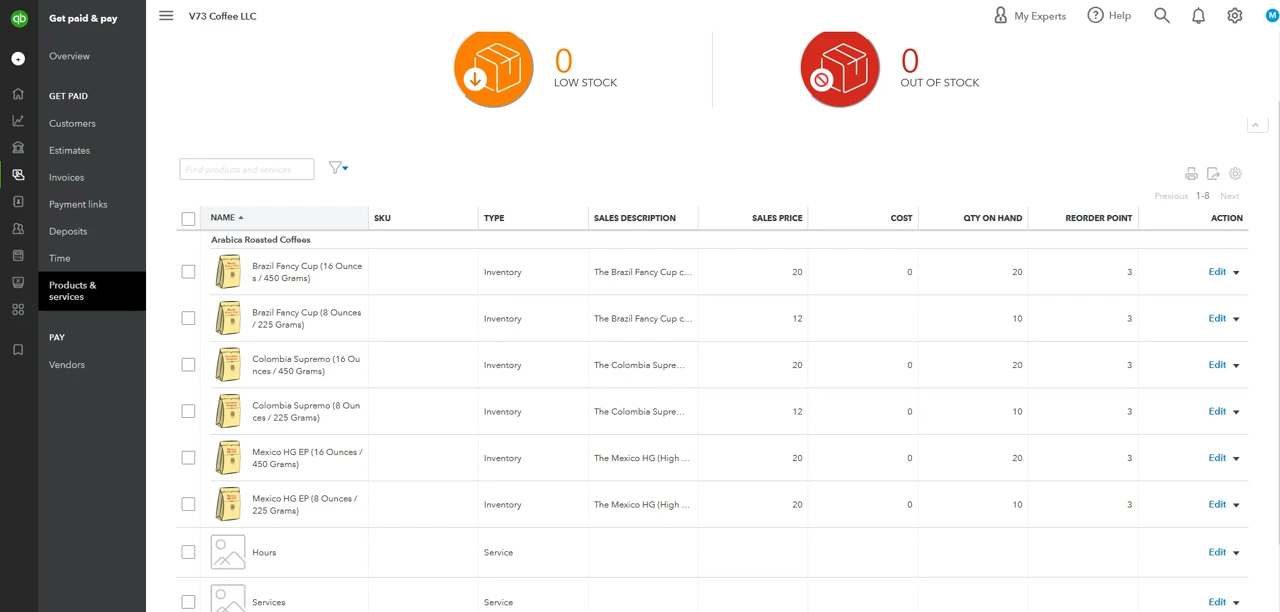 qb
Get paid & pay
V73 Coffee LLC
My Experts
Help
M
Overview
GET PAID
Customers
Estimates
Invoices
Payment links
Deposits
Time
Products &
services
PAY
Vendors
0
LOW STOCK
0
OUT OF STOCK
Find products and services
Previous 1-8 Next
NAME SKU TYPE SALES DESCRIPTION SALES PRICE COST QTY ON HAND REORDER POINT ACTION
Arabica Roasted Coffees
Brazil Fancy Cup (16 Ounce
s / 450 Grams)
Inventory The Brazil Fancy Cup c... 20 0 20 3 Edit
Brazil Fancy Cup (8 Ounces
/ 225 Grams)
Inventory The Brazil Fancy Cup c... 12 10 3 Edit
Colombia Supremo (16 Ou
nces / 450 Grams)
Inventory The Colombia Supre... 20 0 20 3 Edit
Colombia Supremo (8 Oun
ces / 225 Grams)
Inventory The Colombia Supre... 12 0 10 3 Edit
Mexico HG EP (16 Ounces /
450 Grams)
Inventory The Mexico HG (High ... 20 0 20 3 Edit
Mexico HG EP (8 Ounces /
225 Grams)
Inventory The Mexico HG (High ... 20 0 10 3 Edit
Hours Service Edit
Services Service Edit